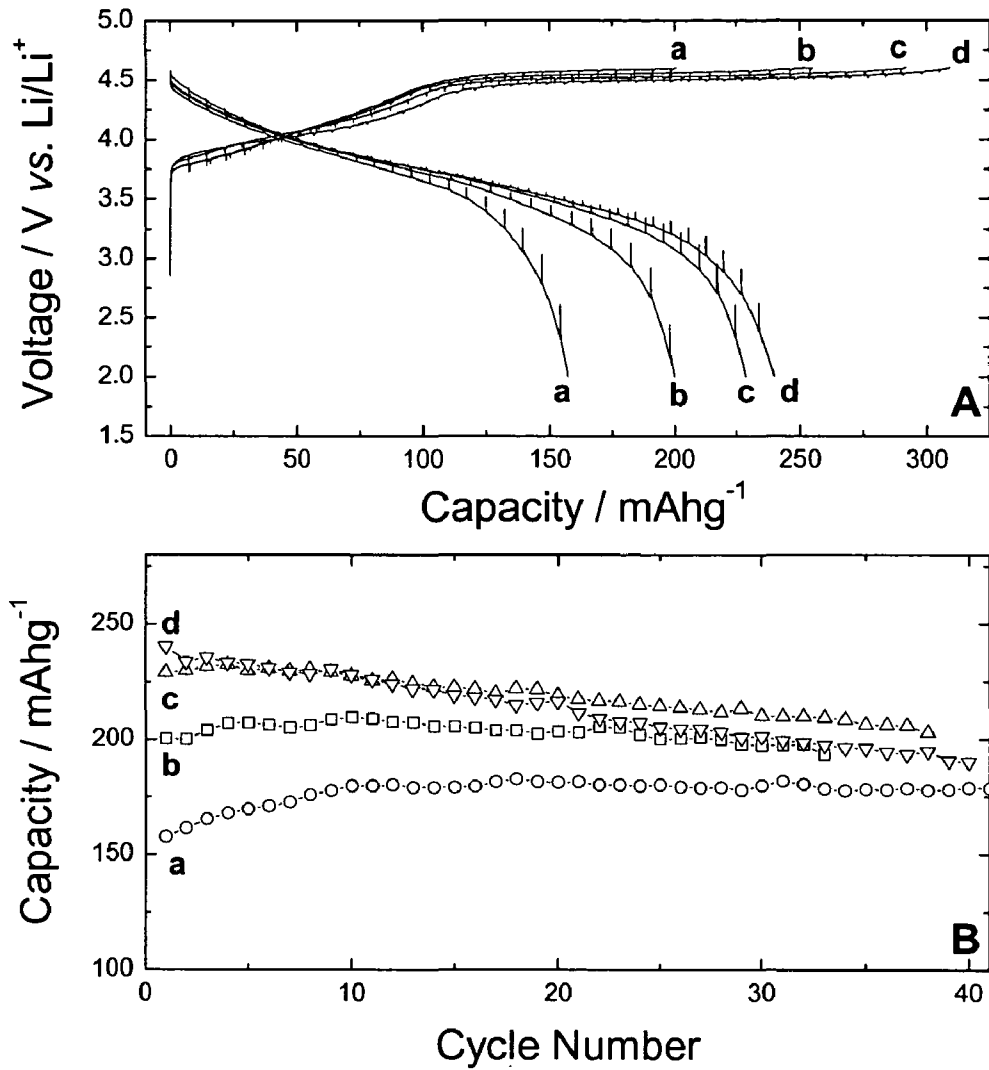 5.0
4.5
4.0
3.5
3.0
2.5
2.0
1.5
Voltage / V vs. Li/Li+
a b c d
a b c d
A
0 50 100 150 200 250 300
Capacity / mAhg-1
250
200
150
100
Capacity / mAhg-1
d
c
b
a
B
0 10 20 30 40
Cycle Number